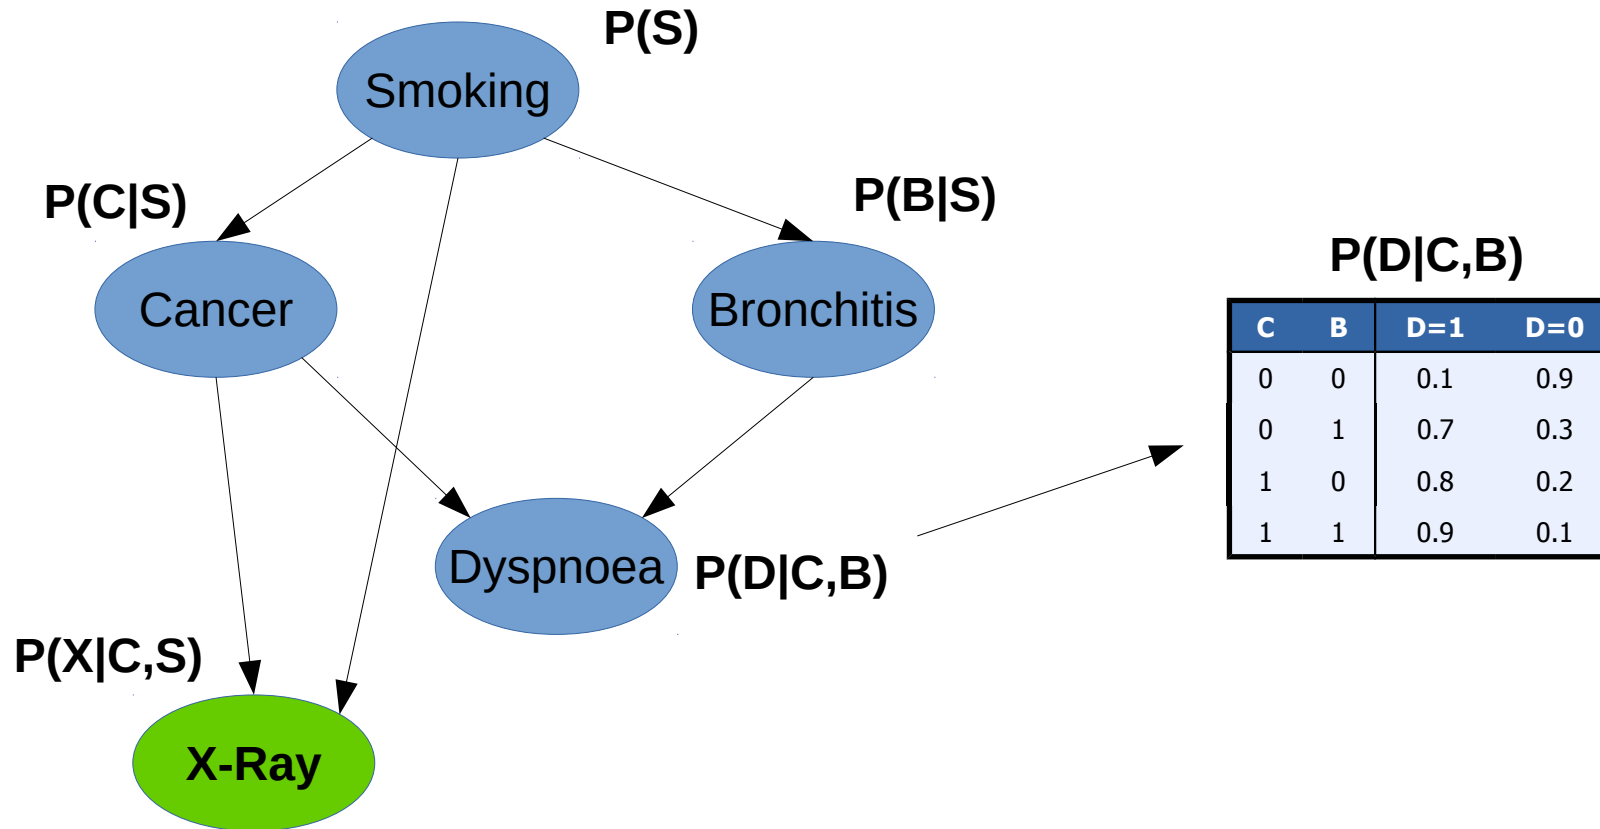 P(S)
Smoking
P(C|S)
P(B|S)
Cancer
Bronchitis
P(D|C,B)
C B D=1 D=0
0 0 0.1 0.9
0 1 0.7 0.3
1 0 0.8 0.2
1 1 0.9 0.1
Dyspnoea
P(D|C,B)
P(X|C,S)
X-Ray